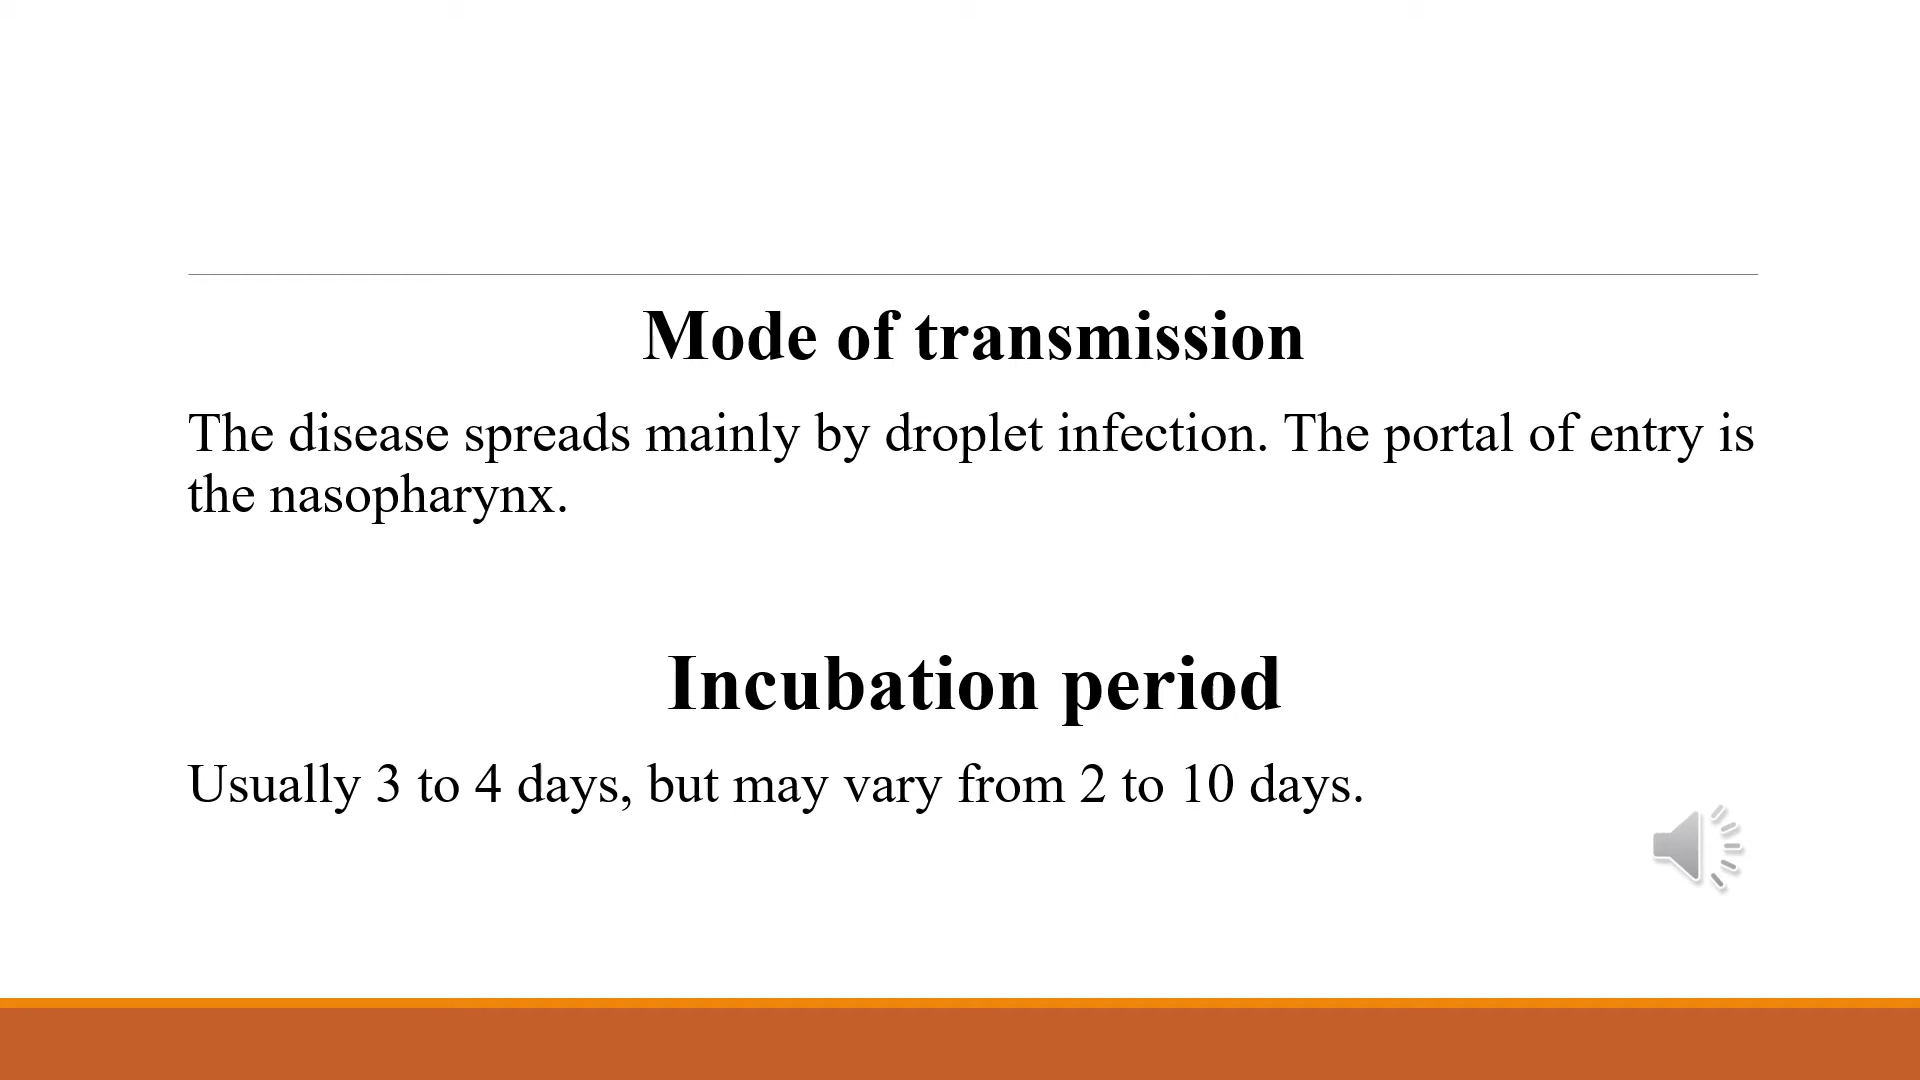 Mode of transmission
The disease spreads mainly by droplet infection. The portal of entry is
the nasopharynx.
Incubation period
Usually 3 to 4 days, but may vary from 2 to 10 days.